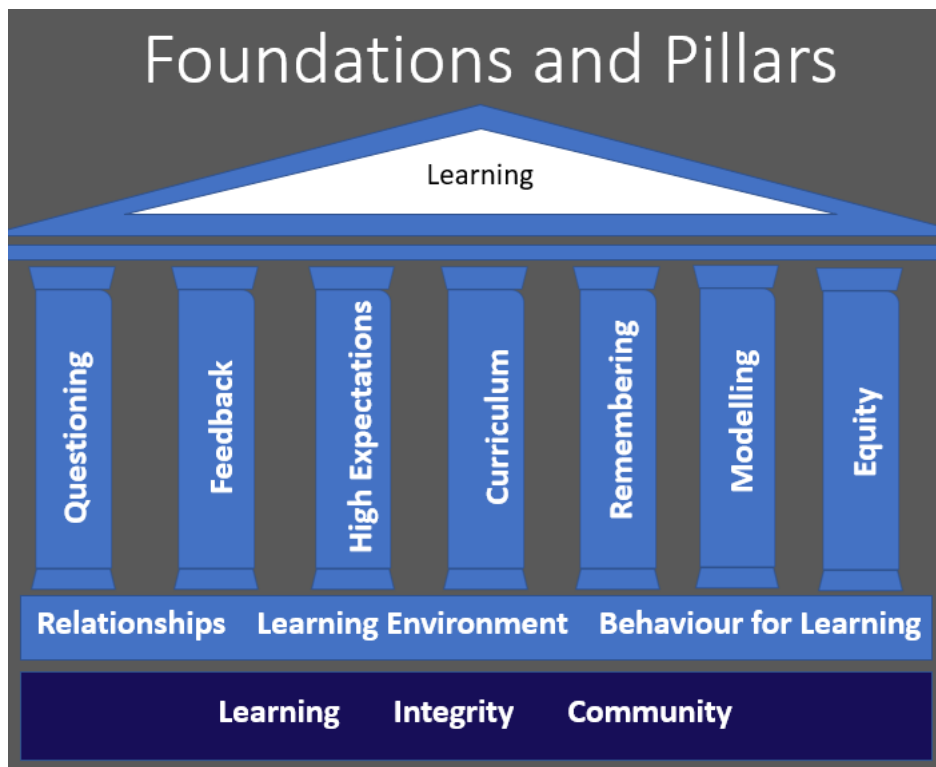 Foundations and Pillars
Learning
Questioning
Feedback
High Expectations
Curriculum
Remembering
Modelling
Equity
Relationships Learning Environment Behaviour for Learning
Learning Integrity Community